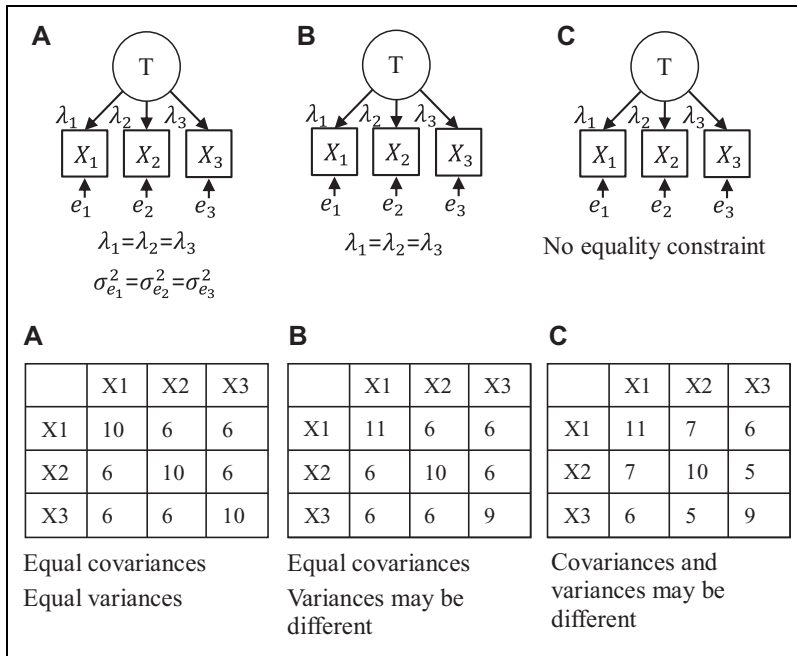 A
T
λ₁ λ₂ λ₃
X₁ X₂ X₃
e₁ e₂ e₃
λ₁=λ₂=λ₃
σ²ₑ₁=σ²ₑ₂=σ²ₑ₃
B
T
λ₁ λ₂ λ₃
X₁ X₂ X₃
e₁ e₂ e₃
λ₁=λ₂=λ₃
C
T
λ₁ λ₂ λ₃
X₁ X₂ X₃
e₁ e₂ e₃
No equality constraint
A
X1 X2 X3
X1 10 6 6
X2 6 10 6
X3 6 6 10
Equal covariances
Equal variances
B
X1 X2 X3
X1 11 6 6
X2 6 10 6
X3 6 6 9
Equal covariances
Variances may be
different
C
X1 X2 X3
X1 11 7 6
X2 7 10 5
X3 6 5 9
Covariances and
variances may be
different